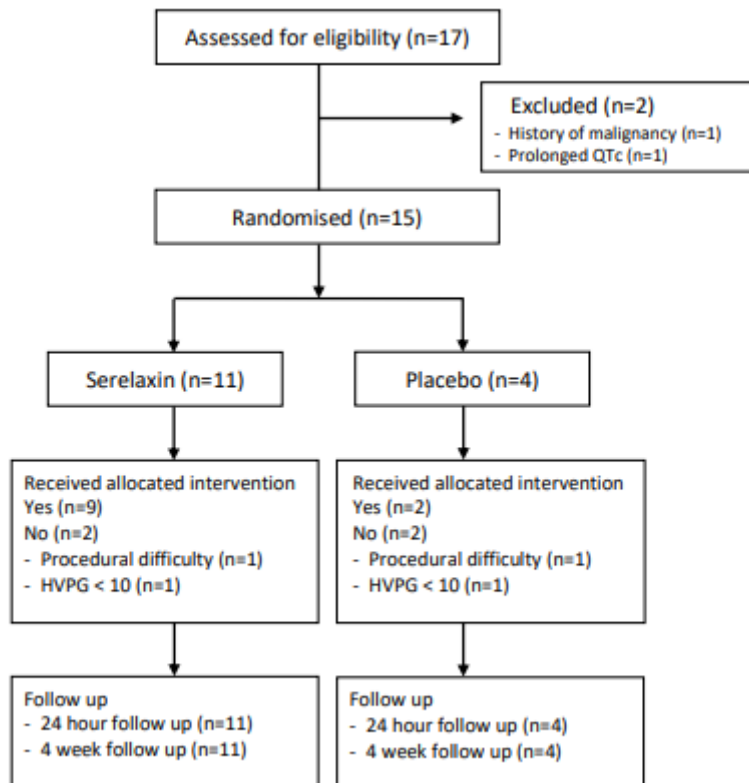 Assessed for eligibility (n=17)
Excluded (n=2)
- History of malignancy (n=1)
- Prolonged QTc (n=1)
Randomised (n=15)
Serelaxin (n=11)
Placebo (n=4)
Received allocated intervention
Yes (n=9)
No (n=2)
- Procedural difficulty (n=1)
- HVPG < 10 (n=1)
Received allocated intervention
Yes (n=2)
No (n=2)
- Procedural difficulty (n=1)
- HVPG < 10 (n=1)
Follow up
- 24 hour follow up (n=11)
- 4 week follow up (n=11)
Follow up
- 24 hour follow up (n=4)
- 4 week follow up (n=4)